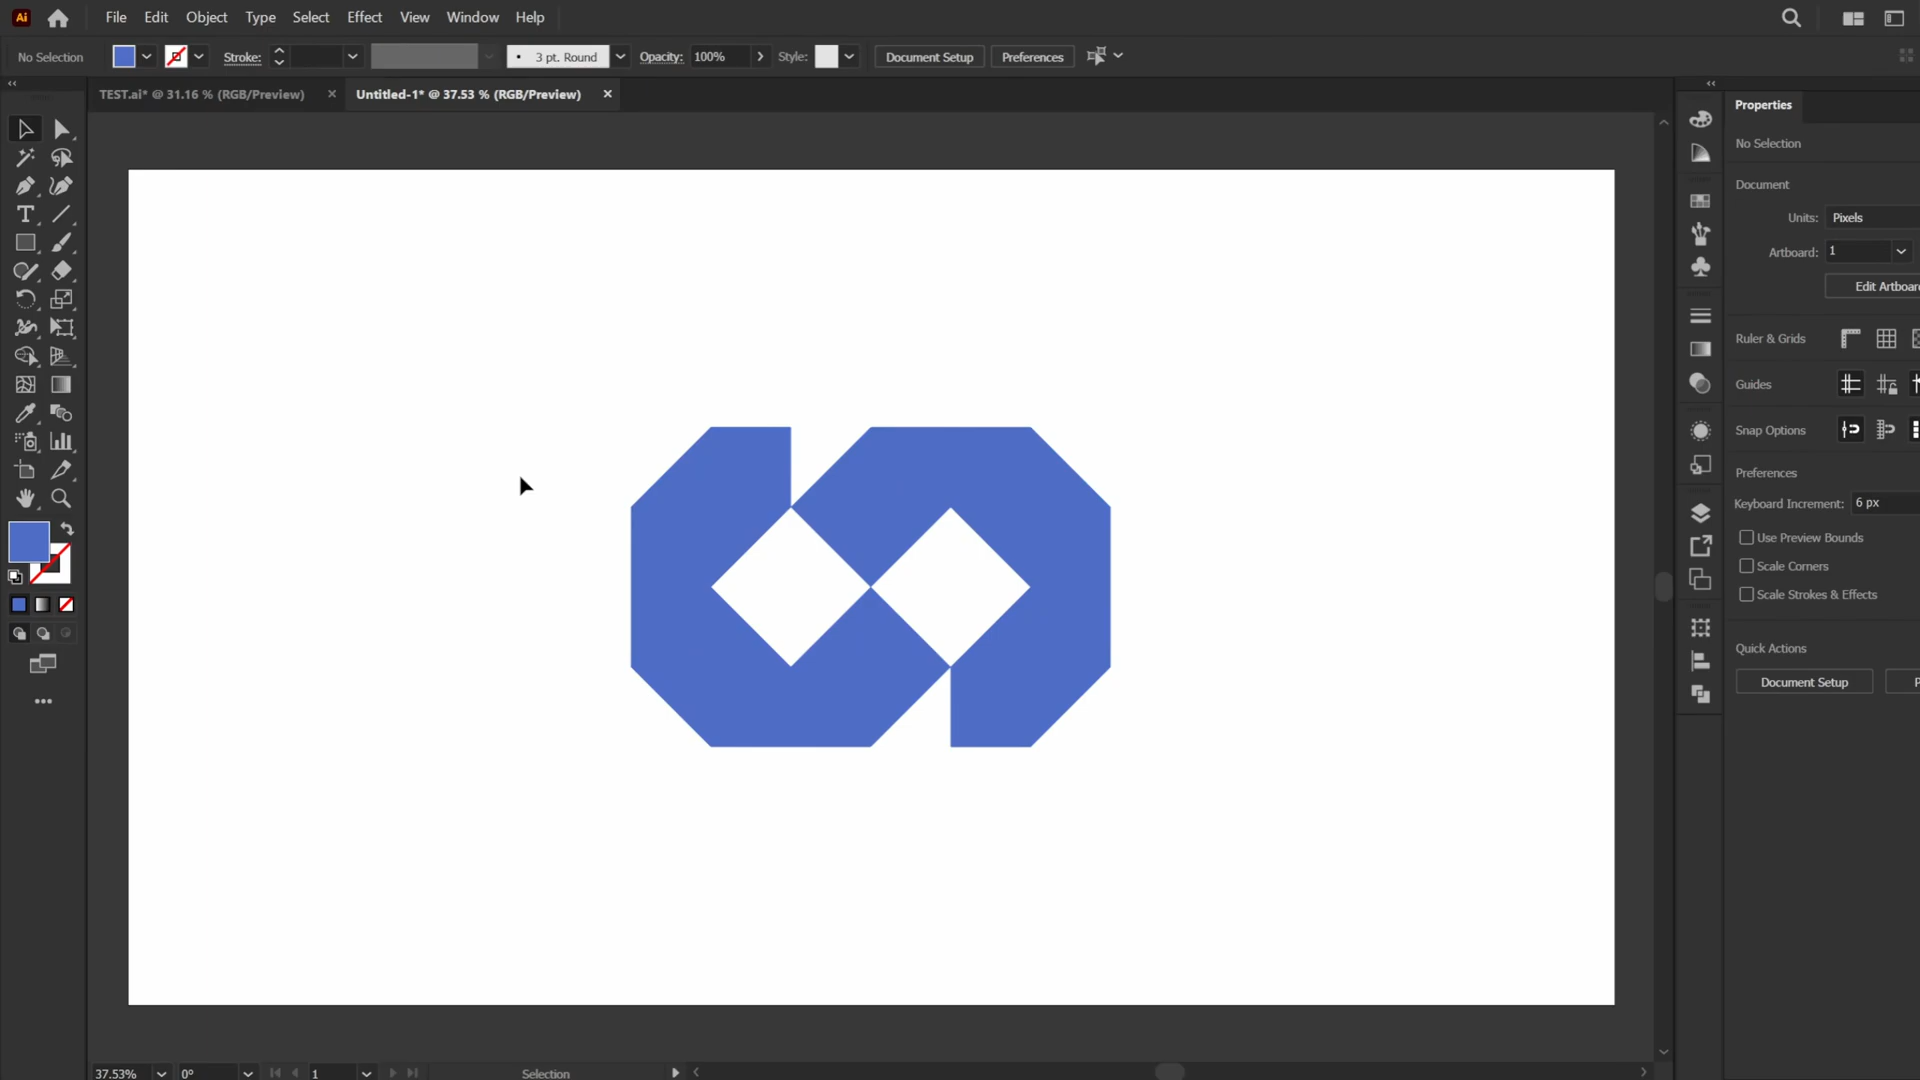 Ai File Edit Object Type Select Effect View Window Help
No Selection Stroke: 3 pt. Round Opacity: 100% Style: Document Setup Preferences
TEST.ai* @ 31.16 % (RGB/Preview) × Untitled-1* @ 37.53 % (RGB/Preview) ×
Properties
No Selection
Document
Units: Pixels
Artboard: 1
Edit Artboard
Ruler & Grids
Guides
Snap Options
Preferences
Keyboard Increment: 6 px
Use Preview Bounds
Scale Corners
Scale Strokes & Effects
Quick Actions
Document Setup P
37.53% 0° 1 Selection